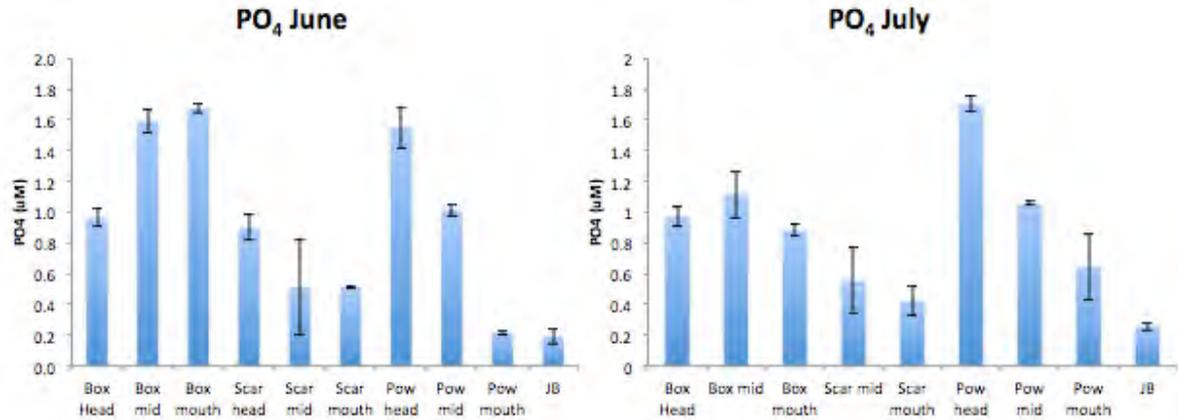 PO₄ June
PO4 (uM)
2.0
1.8
1.6
1.4
1.2
1.0
0.8
0.6
0.4
0.2
0.0
Box Box Box Scar Scar Scar Pow Pow Pow JB
Head mid mouth head mid mouth head mid mouth
PO₄ July
PO4 (uM)
2
1.8
1.6
1.4
1.2
1
0.8
0.6
0.4
0.2
0
Box Box mid Box Scar mid Scar Pow Pow Pow JB
Head mouth mouth head mid mouth